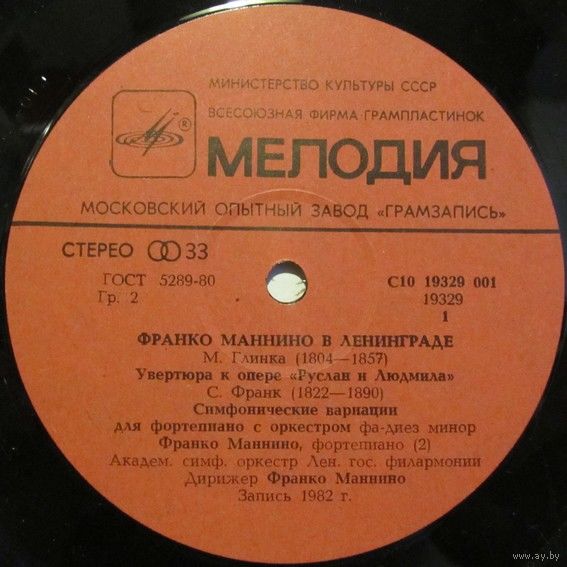 МИНИСТЕРСТВО КУЛЬТУРЫ СССР
ВСЕСОЮЗНАЯ ФИРМА ГРАМПЛАСТИНОК
®
МЕЛОДИЯ
МОСКОВСКИЙ ОПЫТНЫЙ ЗАВОД «ГРАМЗАПИСЬ»
СТЕРЕО 33
ГОСТ 5289-80
Гр. 2
С10 19329 001
19329
1
ФРАНКО МАННИНО В ЛЕНИНГРАДЕ
М. Глинка (1804—1857)
Увертюра к опере «Руслан и Людмила»
С. Франк (1822—1890)
Симфонические вариации
для фортепиано с оркестром фа-диез минор
Франко Маннино, фортепиано (2)
Академ. симф. оркестр Лен. гос. филармонии
Дирижер Франко Маннино
Запись 1982 г.
www.ay.by